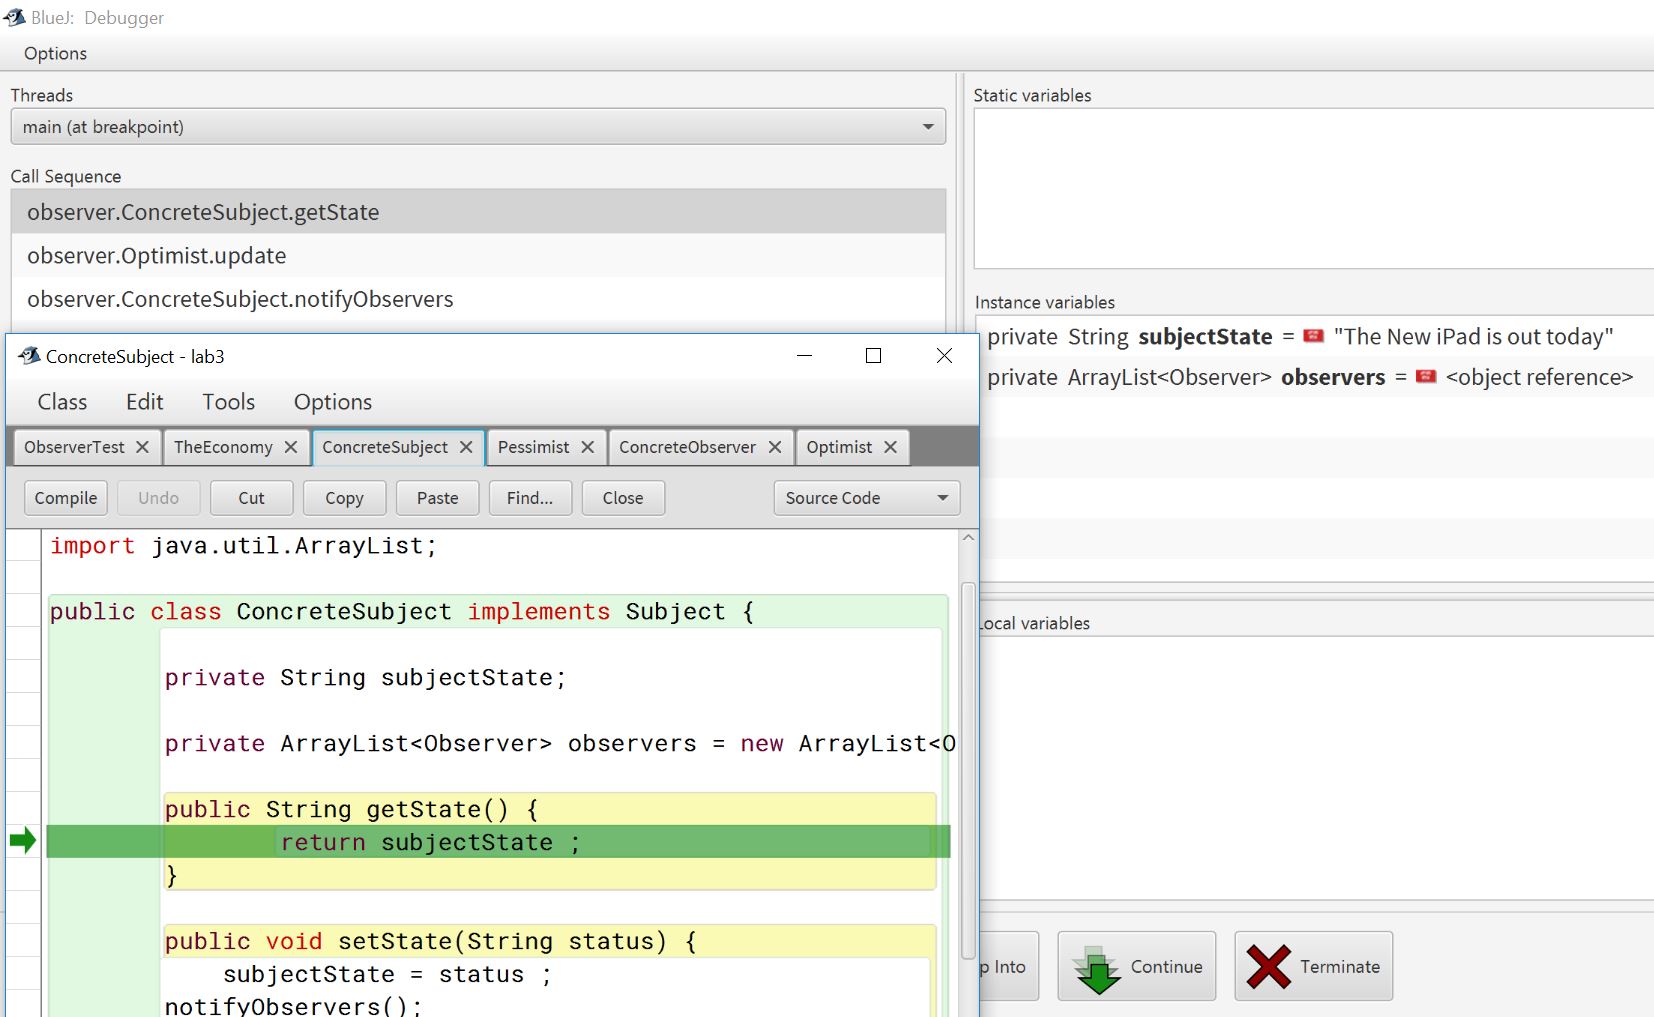 BlueJ: Debugger
Options
Threads
main (at breakpoint)
Call Sequence
observer.ConcreteSubject.getState
observer.Optimist.update
observer.ConcreteSubject.notifyObservers
Static variables
Instance variables
private String subjectState = "The New iPad is out today"
private ArrayList<Observer> observers = <object reference>
Local variables
ConcreteSubject - lab3
Class Edit Tools Options
ObserverTest TheEconomy ConcreteSubject Pessimist ConcreteObserver Optimist
Compile Undo Cut Copy Paste Find... Close Source Code
import java.util.ArrayList;
public class ConcreteSubject implements Subject {
private String subjectState;
private ArrayList<Observer> observers = new ArrayList<O
public String getState() {
return subjectState ;
}
public void setState(String status) {
subjectState = status ;
notifyObservers();
p Into Continue Terminate